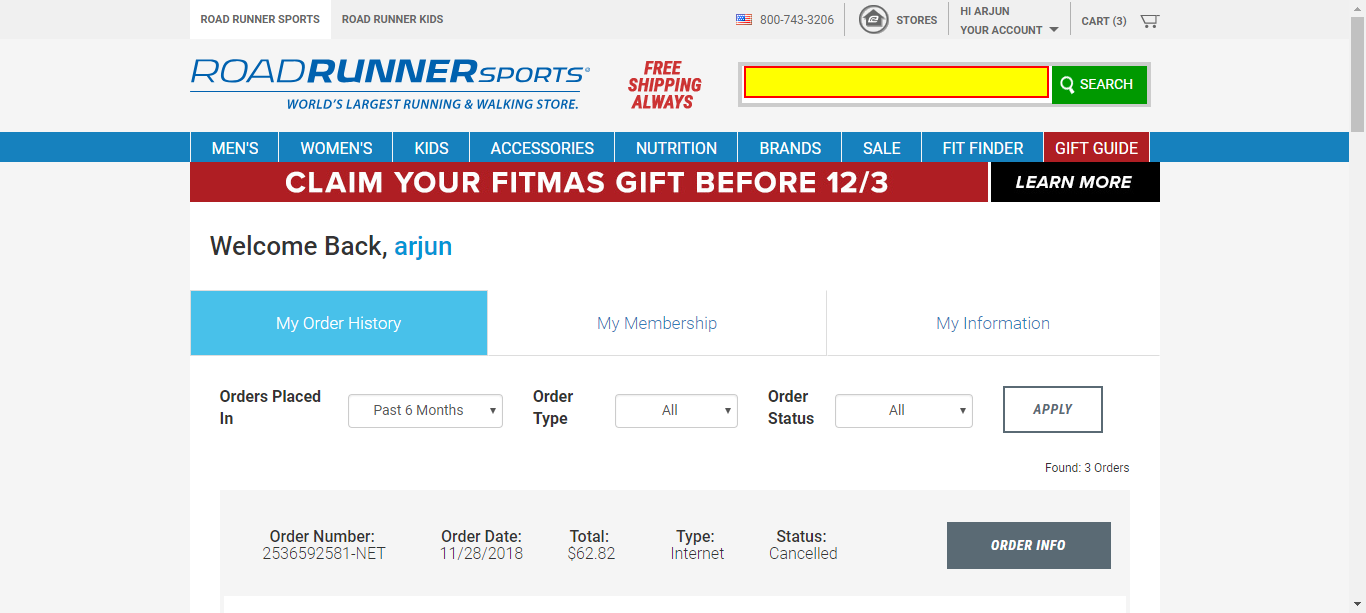 ROAD RUNNER SPORTS ROAD RUNNER KIDS 800-743-3206 STORES HI ARJUN
YOUR ACCOUNT CART (3)
ROADRUNNERSPORTS®
WORLD'S LARGEST RUNNING & WALKING STORE.
FREE
SHIPPING
ALWAYS
SEARCH
MEN'S WOMEN'S KIDS ACCESSORIES NUTRITION BRANDS SALE FIT FINDER GIFT GUIDE
CLAIM YOUR FITMAS GIFT BEFORE 12/3 LEARN MORE
Welcome Back, arjun
My Order History My Membership My Information
Orders Placed
In
Past 6 Months
Order
Type
All
Order
Status
All
APPLY
Found: 3 Orders
Order Number: Order Date: Total: Type: Status:
2536592581-NET 11/28/2018 $62.82 Internet Cancelled
ORDER INFO